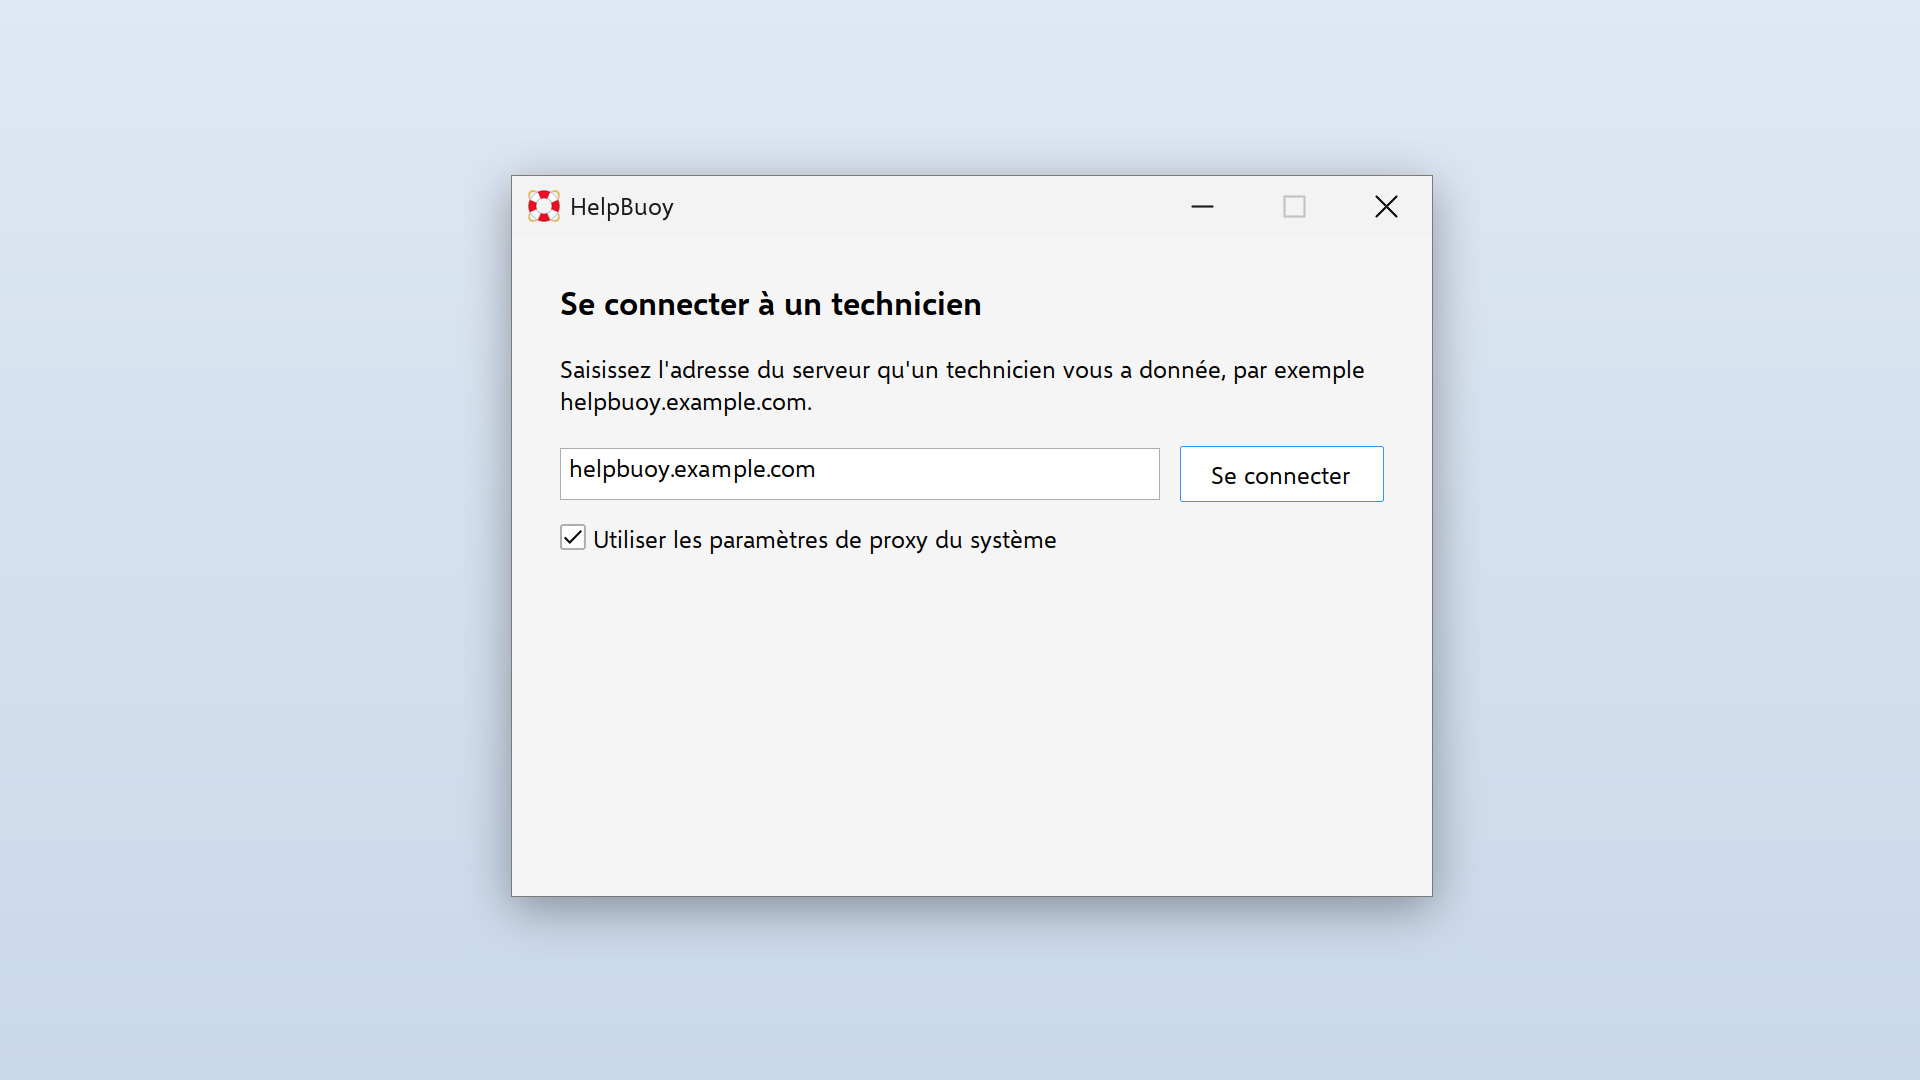 HelpBuoy
Se connecter à un technicien
Saisissez l'adresse du serveur qu'un technicien vous a donnée, par exemple
helpbuoy.example.com.
helpbuoy.example.com
Se connecter
Utiliser les paramètres de proxy du système